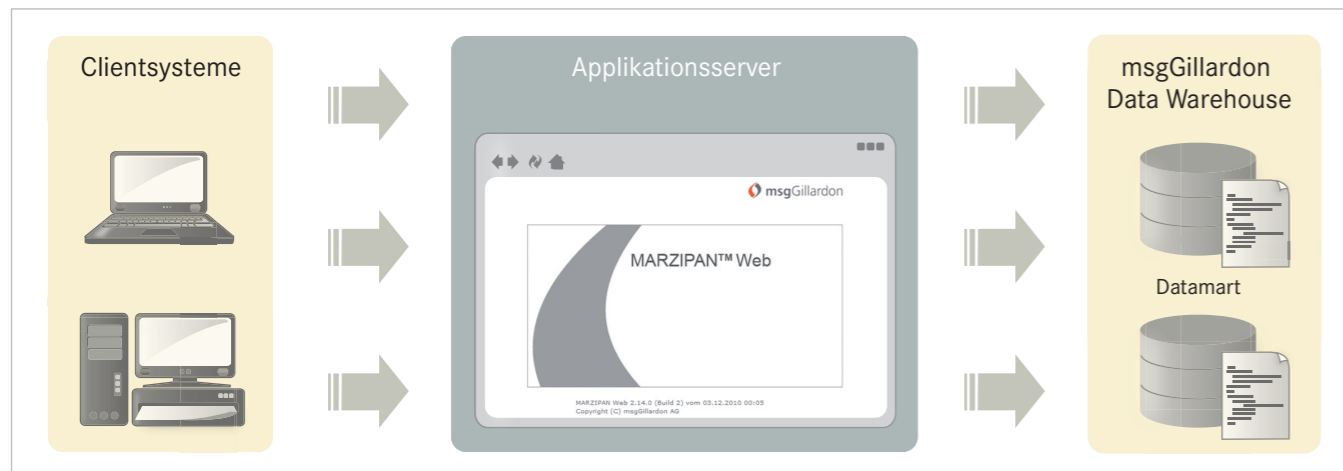 Clientsysteme
Applikationsserver
msgGillardon
MARZIPAN™ Web
MARZIPAN Web 2.14.0 (Build 2) vom 03.12.2010 00:05
Copyright (C) msgGillardon AG
msgGillardon
Data Warehouse
Datamart